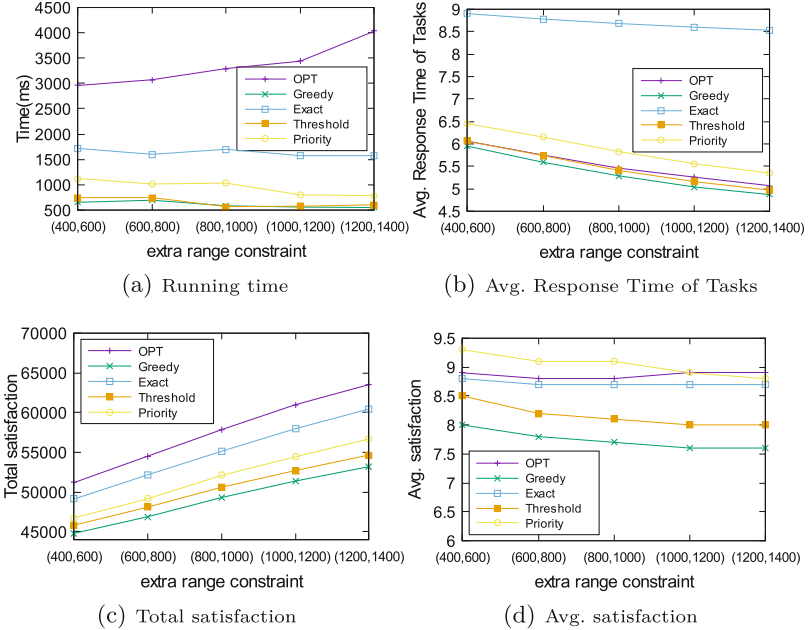 4500
4000
3500
3000
2500
2000
1500
1000
500
Time(ms)
OPT
Greedy
Exact
Threshold
Priority
(400,600) (600,800) (800,1000) (1000,1200) (1200,1400)
extra range constraint
(a) Running time
9
8.5
8
7.5
7
6.5
6
5.5
5
4.5
Avg. Response Time of Tasks
OPT
Greedy
Exact
Threshold
Priority
(400,600) (600,800) (800,1000) (1000,1200) (1200,1400)
extra range constraint
(b) Avg. Response Time of Tasks
70000
65000
60000
55000
50000
45000
Total satisfaction
OPT
Greedy
Exact
Threshold
Priority
(400,600) (600,800) (800,1000) (1000,1200) (1200,1400)
extra range constraint
(c) Total satisfaction
9.5
9
8.5
8
7.5
7
6.5
6
Avg. satisfaction
OPT
Greedy
Exact
Threshold
Priority
(400,600) (600,800) (800,1000) (1000,1200) (1200,1400)
extra range constraint
(d) Avg. satisfaction